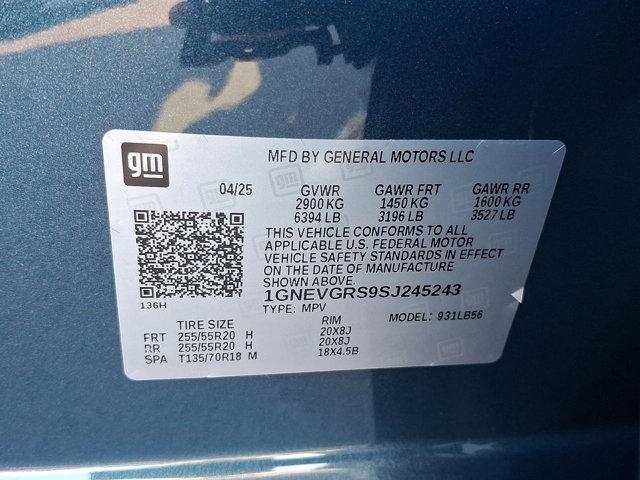 gm
MFD BY GENERAL MOTORS LLC
04/25 GVWR GAWR FRT GAWR RR
2900 KG 1450 KG 1600 KG
6394 LB 3196 LB 3527 LB
THIS VEHICLE CONFORMS TO ALL
APPLICABLE U.S. FEDERAL MOTOR
VEHICLE SAFETY STANDARDS IN EFFECT
ON THE DATE OF MANUFACTURE
SHOWN ABOVE.
136H
1GNEVGRS9SJ245243
TYPE: MPV MODEL: 931LB56
TIRE SIZE RIM
FRT 255/55R20 H 20X8J
RR 255/55R20 H 20X8J
SPA T135/70R18 M 18X4.5B